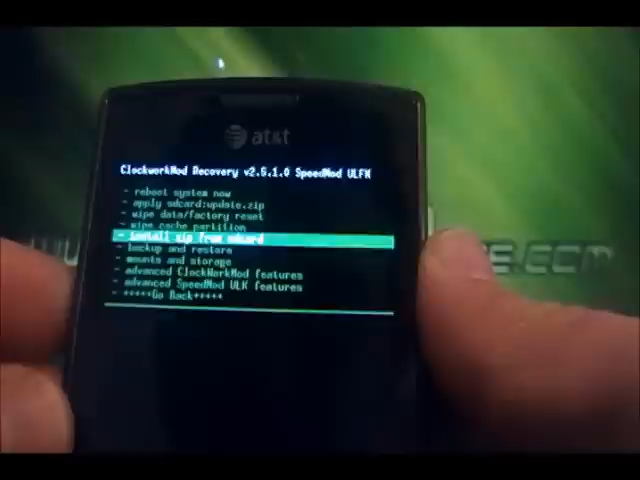 at&t
ClockworkMod Recovery v2.5.1.0 SpeedMod ULFK
- reboot system now
- apply sdcard:update.zip
- wipe data/factory reset
- wipe cache partition
- install zip from sdcard
- backup and restore
- mounts and storage
- advanced ClockWorkMod features
- advanced SpeedMod ULK features
- +++++Go Back+++++